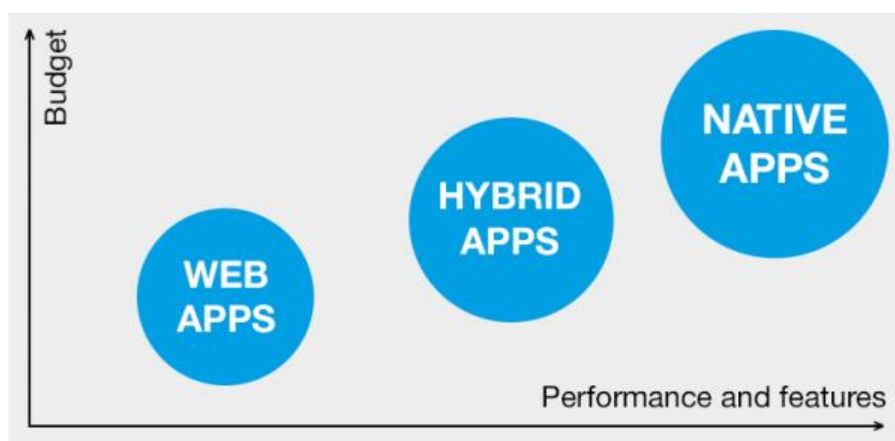 Budget
NATIVE
APPS
HYBRID
APPS
WEB
APPS
Performance and features